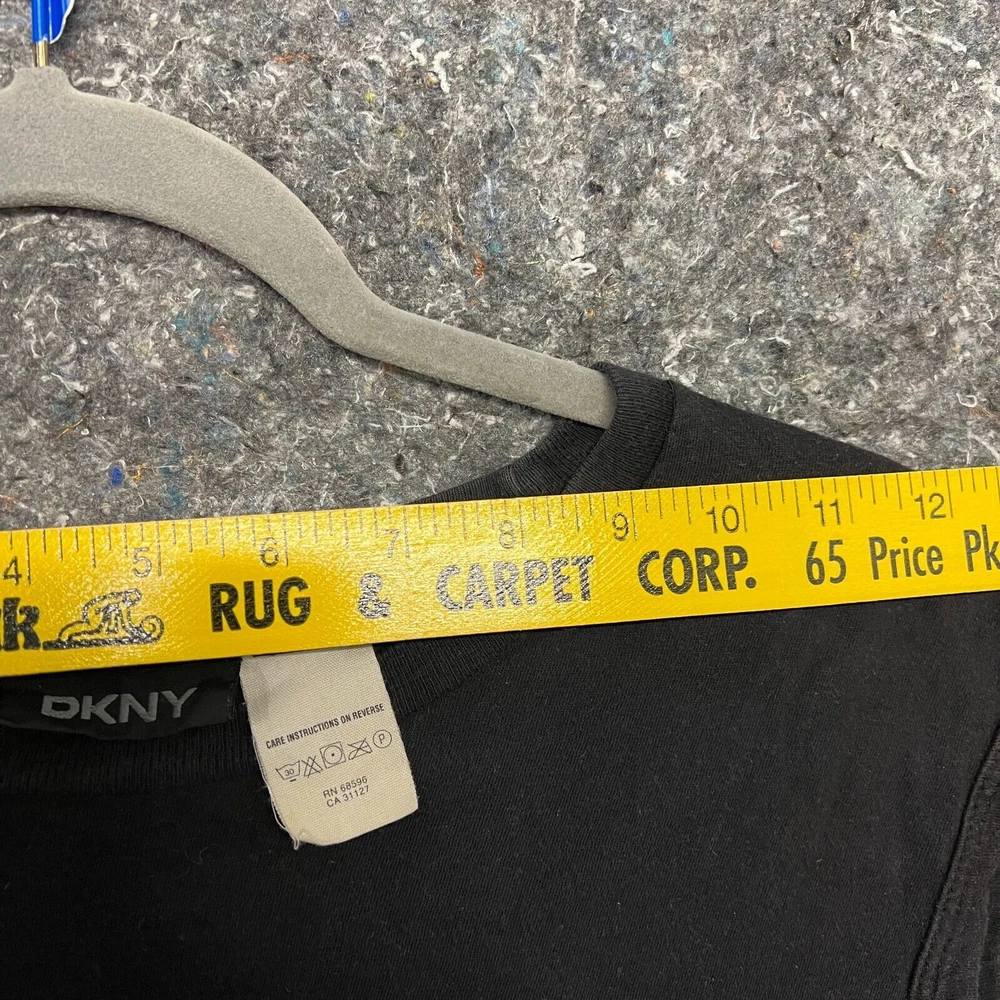 4 5 6 7 8 9 10 11 12
rk RUG & CARPET CORP. 65 Price Pk
DKNY
CARE INSTRUCTIONS ON REVERSE
30 P
RN 68596
CA 31127